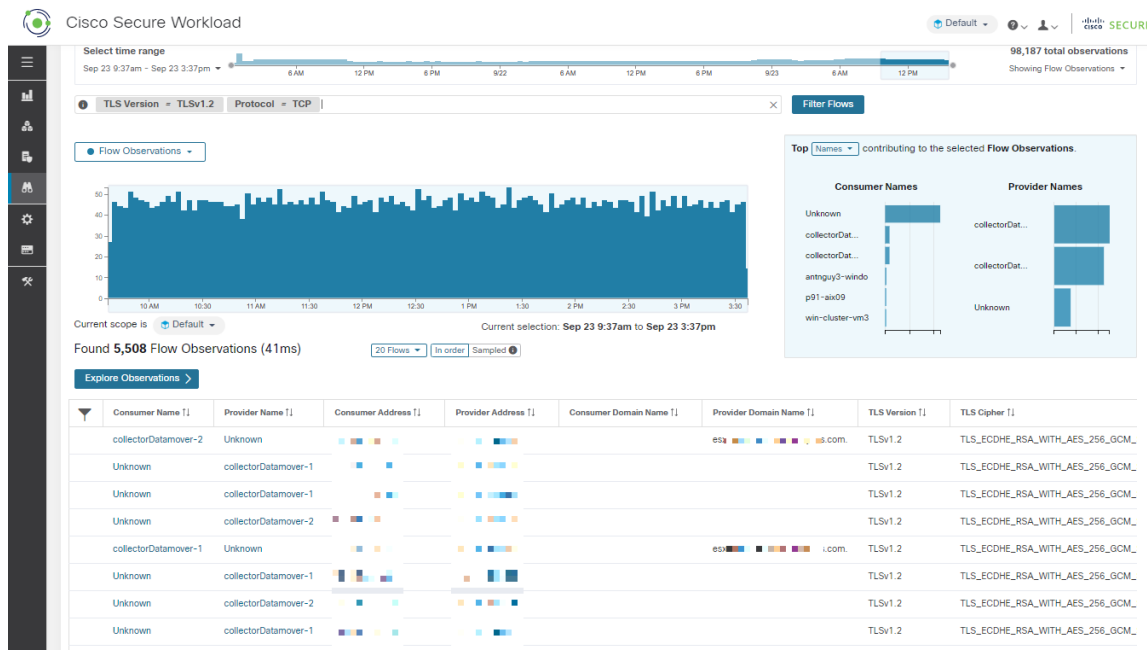 Cisco Secure Workload
Default
CISCO SECURE
Select time range
98,187 total observations
Sep 23 9:37am - Sep 23 3:37pm
Showing Flow Observations
6 AM 12 PM 6 PM 9/22 6 AM 12 PM 6 PM 9/23 6 AM 12 PM
TLS Version = TLSv1.2 Protocol = TCP
Filter Flows
Flow Observations
Top Names contributing to the selected Flow Observations.
Consumer Names Provider Names
Unknown
collectorDat...
collectorDat...
antnguy3-windo
p91-aix09
win-cluster-vm3
collectorDat...
collectorDat...
Unknown
50
40
30
20
10
0
10 AM 10:30 11 AM 11:30 12 PM 12:30 1 PM 1:30 2 PM 2:30 3 PM 3:30
Current scope is Default
Current selection: Sep 23 9:37am to Sep 23 3:37pm
Found 5,508 Flow Observations (41ms)
20 Flows In order Sampled
Explore Observations
Consumer Name Provider Name Consumer Address Provider Address Consumer Domain Name Provider Domain Name TLS Version TLS Cipher
collectorDatamover-2 Unknown s.com. TLSv1.2 TLS_ECDHE_RSA_WITH_AES_256_GCM_
Unknown collectorDatamover-1 TLSv1.2 TLS_ECDHE_RSA_WITH_AES_256_GCM_
Unknown collectorDatamover-1 TLSv1.2 TLS_ECDHE_RSA_WITH_AES_256_GCM_
Unknown collectorDatamover-2 TLSv1.2 TLS_ECDHE_RSA_WITH_AES_256_GCM_
collectorDatamover-1 Unknown .com. TLSv1.2 TLS_ECDHE_RSA_WITH_AES_256_GCM_
Unknown collectorDatamover-1 TLSv1.2 TLS_ECDHE_RSA_WITH_AES_256_GCM_
Unknown collectorDatamover-2 TLSv1.2 TLS_ECDHE_RSA_WITH_AES_256_GCM_
Unknown collectorDatamover-1 TLSv1.2 TLS_ECDHE_RSA_WITH_AES_256_GCM_